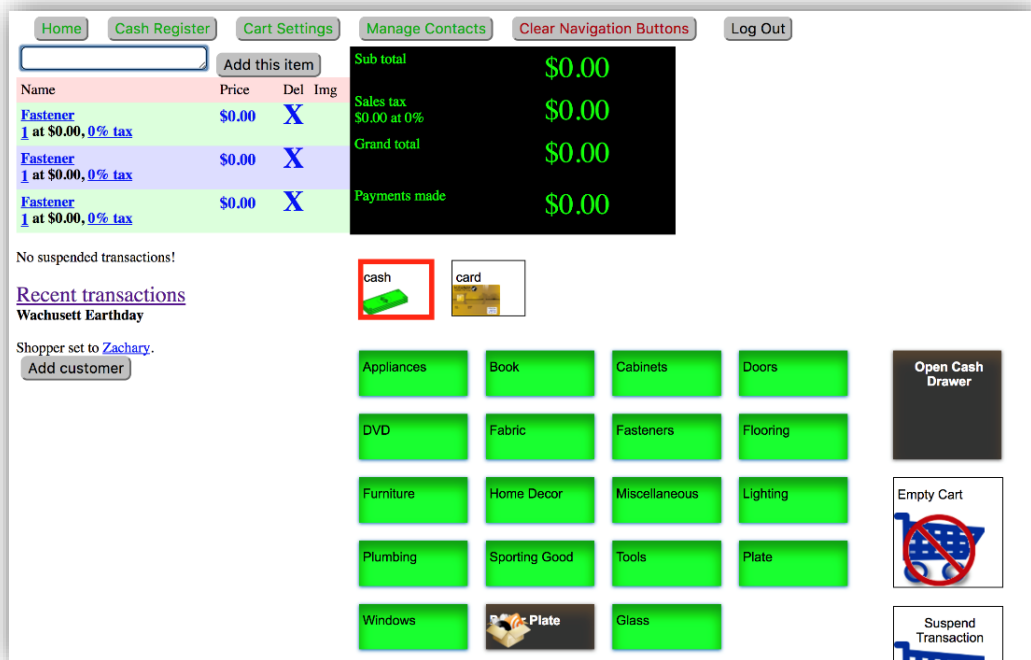 Home Cash Register Cart Settings Manage Contacts Clear Navigation Buttons Log Out
Add this item
Name Price Del Img
Fastener $0.00 X
1 at $0.00, 0% tax
Fastener $0.00 X
1 at $0.00, 0% tax
Fastener $0.00 X
1 at $0.00, 0% tax
Sub total $0.00
Sales tax $0.00
$0.00 at 0%
Grand total $0.00
Payments made $0.00
No suspended transactions!
Recent transactions
Wachusett Earthday
Shopper set to Zachary.
Add customer
cash card
Appliances Book Cabinets Doors
DVD Fabric Fasteners Flooring
Furniture Home Decor Miscellaneous Lighting
Plumbing Sporting Good Tools Plate
Windows Plate Glass
Open Cash
Drawer
Empty Cart
Suspend
Transaction